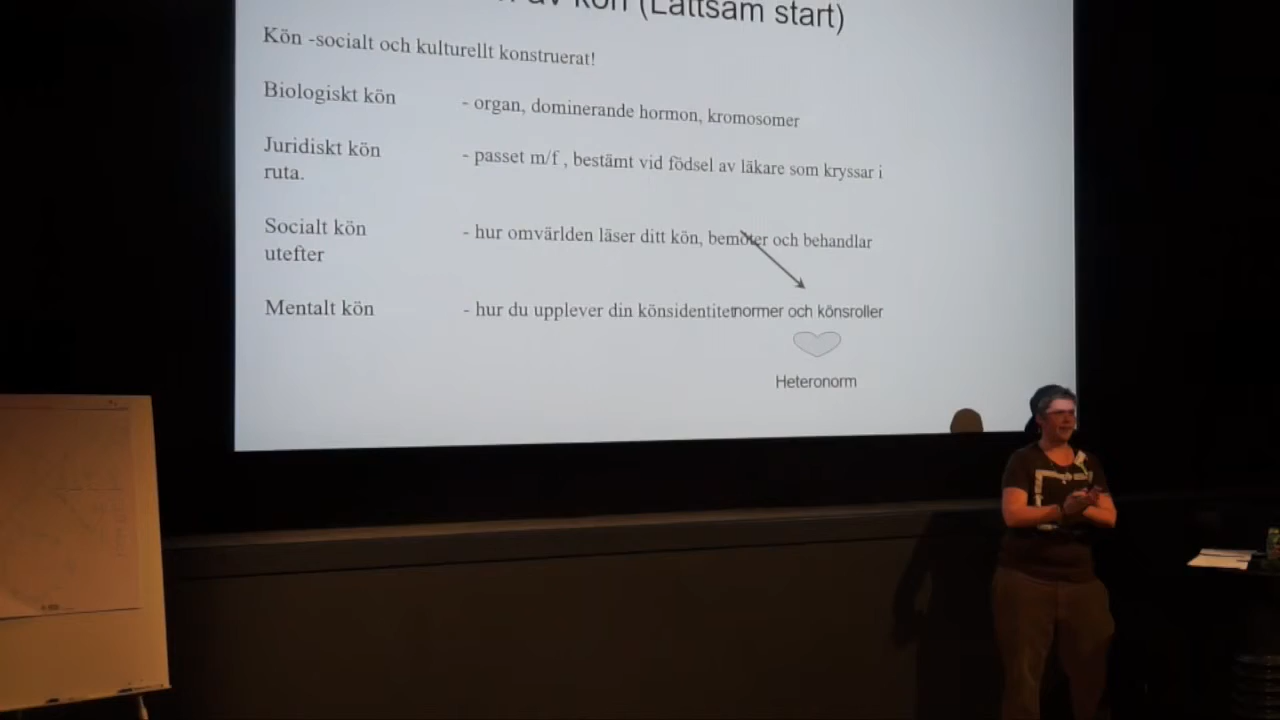 av kön (Lättsam start)
Kön -socialt och kulturellt konstruerat!
Biologiskt kön - organ, dominerande hormon, kromosomer
Juridiskt kön - passet m/f , bestämt vid födsel av läkare som kryssar i
ruta.
Socialt kön - hur omvärlden läser ditt kön, bemöter och behandlar
utefter
Mentalt kön - hur du upplever din könsidentitet normer och könsroller
Heteronorm